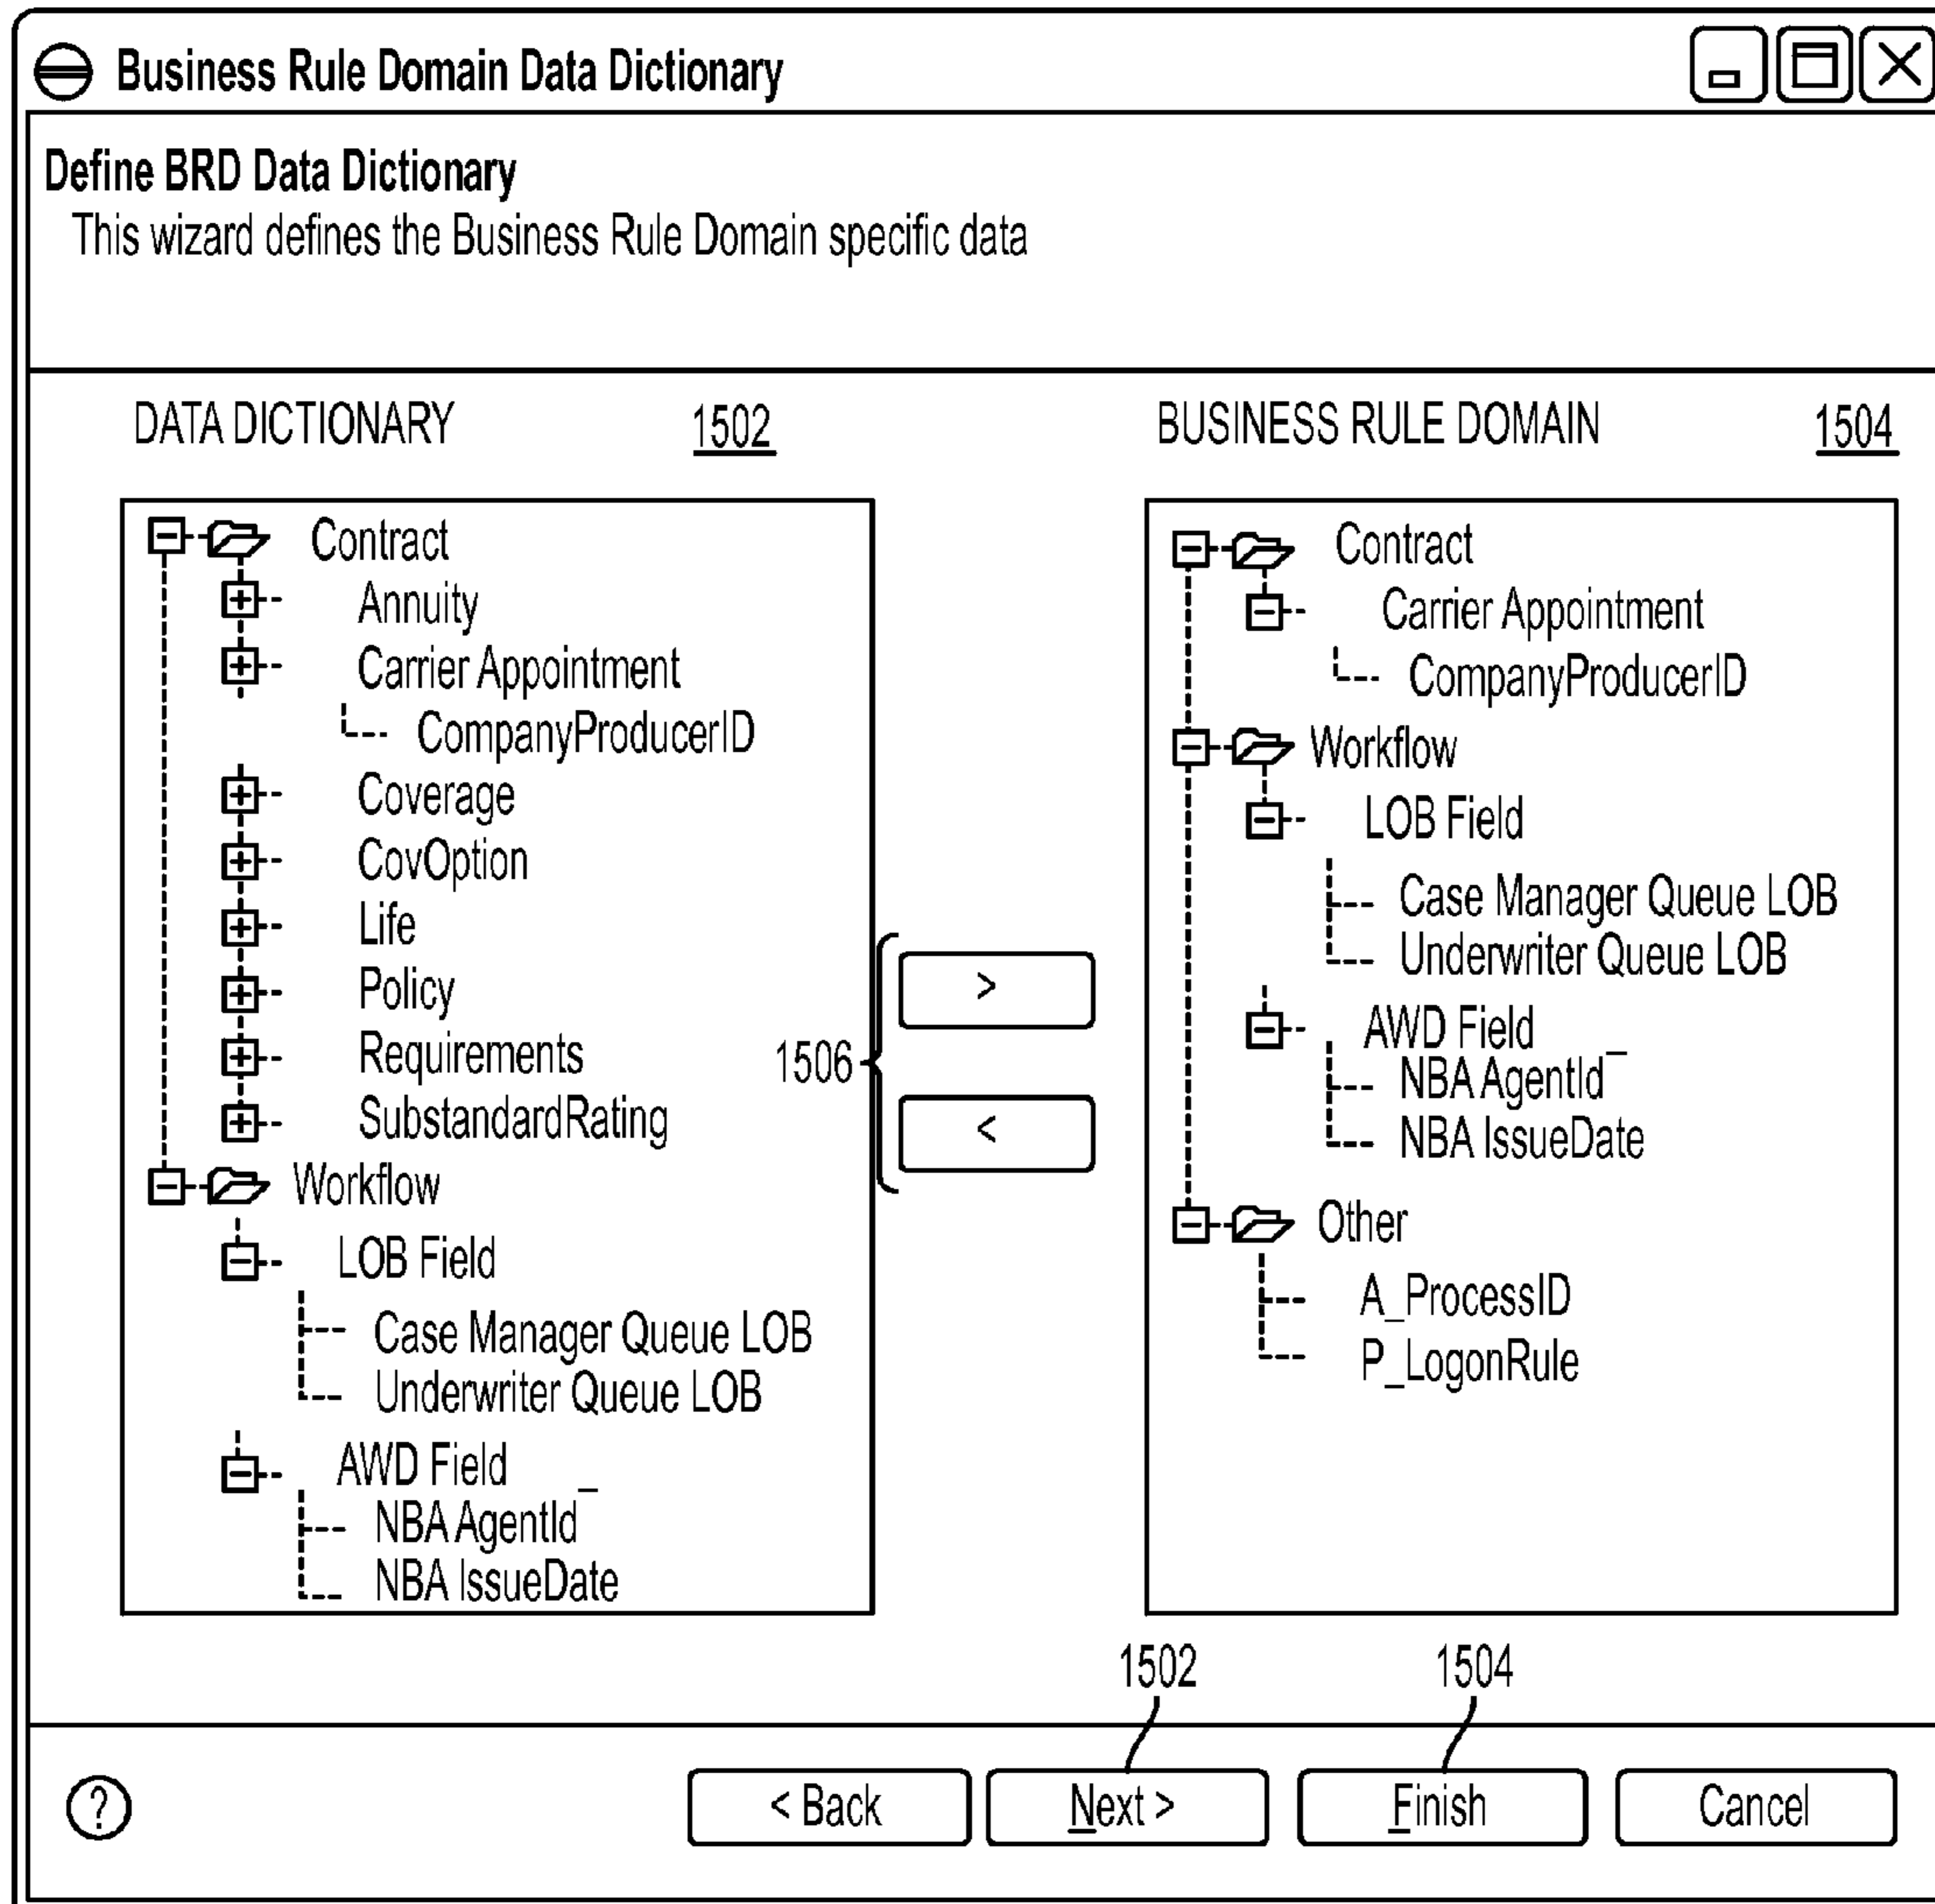 Business Rule Domain Data Dictionary
Define BRD Data Dictionary
This wizard defines the Business Rule Domain specific data
DATA DICTIONARY 1502
Contract
Annuity
Carrier Appointment
CompanyProducerID
Coverage
CovOption
Life
Policy
Requirements
SubstandardRating
Workflow
LOB Field
Case Manager Queue LOB
Underwriter Queue LOB
AWD Field
NBA AgentId
NBA IssueDate
1506
>
<
BUSINESS RULE DOMAIN 1504
Contract
Carrier Appointment
CompanyProducerID
Workflow
LOB Field
Case Manager Queue LOB
Underwriter Queue LOB
AWD Field
NBA AgentId
NBA IssueDate
Other
A_ProcessID
P_LogonRule
1502 1504
? < Back Next > Finish Cancel